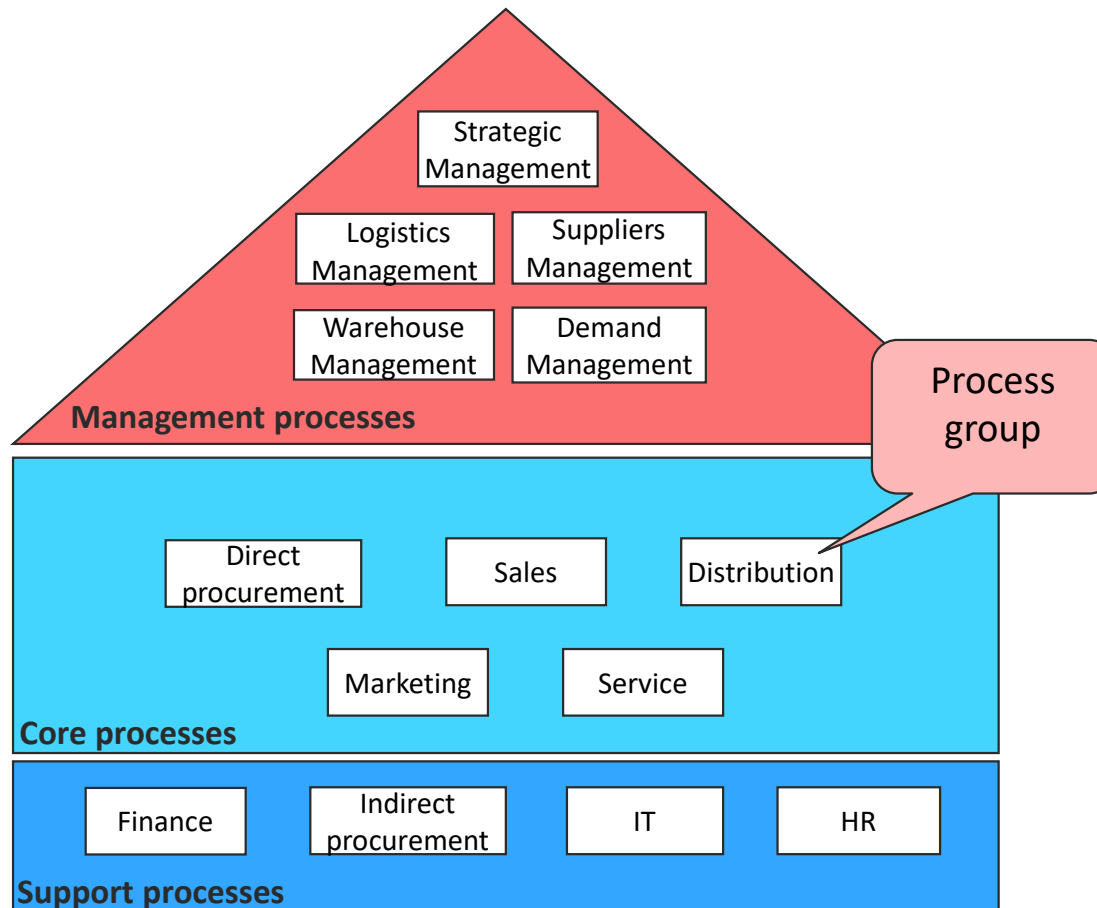 Strategic
Management
Logistics
Management
Suppliers
Management
Warehouse
Management
Demand
Management
Management processes
Process
group
Direct
procurement
Sales
Distribution
Marketing
Service
Core processes
Finance
Indirect
procurement
IT
HR
Support processes